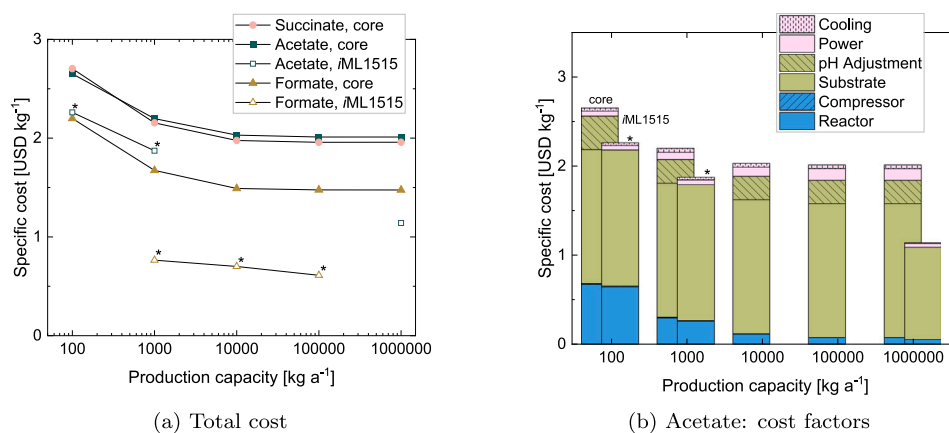 Succinate, core
Acetate, core
Acetate, iML1515
Formate, core
Formate, iML1515
3
2
1
0
Specific cost [USD kg⁻¹]
*
*
*
*
*
100
1000
10000
100000
1000000
Production capacity [kg a⁻¹]
(a) Total cost
Cooling
Power
pH Adjustment
Substrate
Compressor
Reactor
3
2
1
0
Specific cost [USD kg⁻¹]
core
iML1515
*
*
100
1000
10000
100000
1000000
Production capacity [kg a⁻¹]
(b) Acetate: cost factors